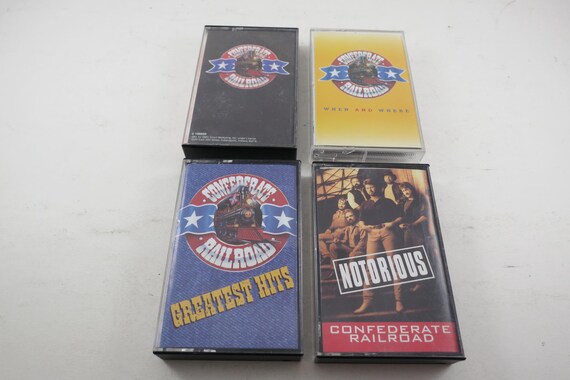 CONFEDERATE
RAILROAD
CONFEDERATE
RAILROAD
WHEN AND WHERE
CONFEDERATE
RAILROAD
GREATEST HITS
NOTORIOUS
CONFEDERATE
RAILROAD